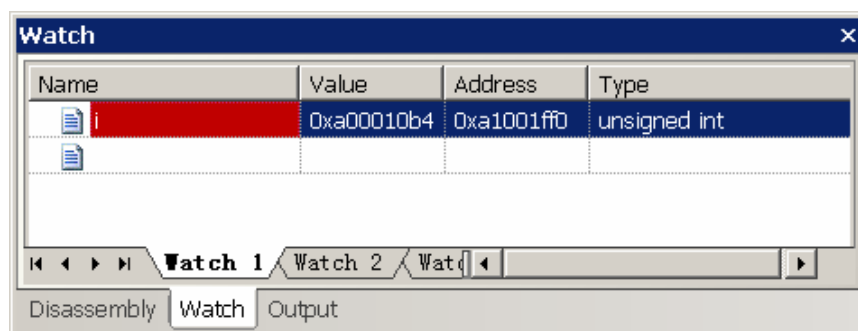 Watch
Name Value Address Type
i 0xa00010b4 0xa1001ff0 unsigned int
Watch 1 Watch 2
Disassembly Watch Output